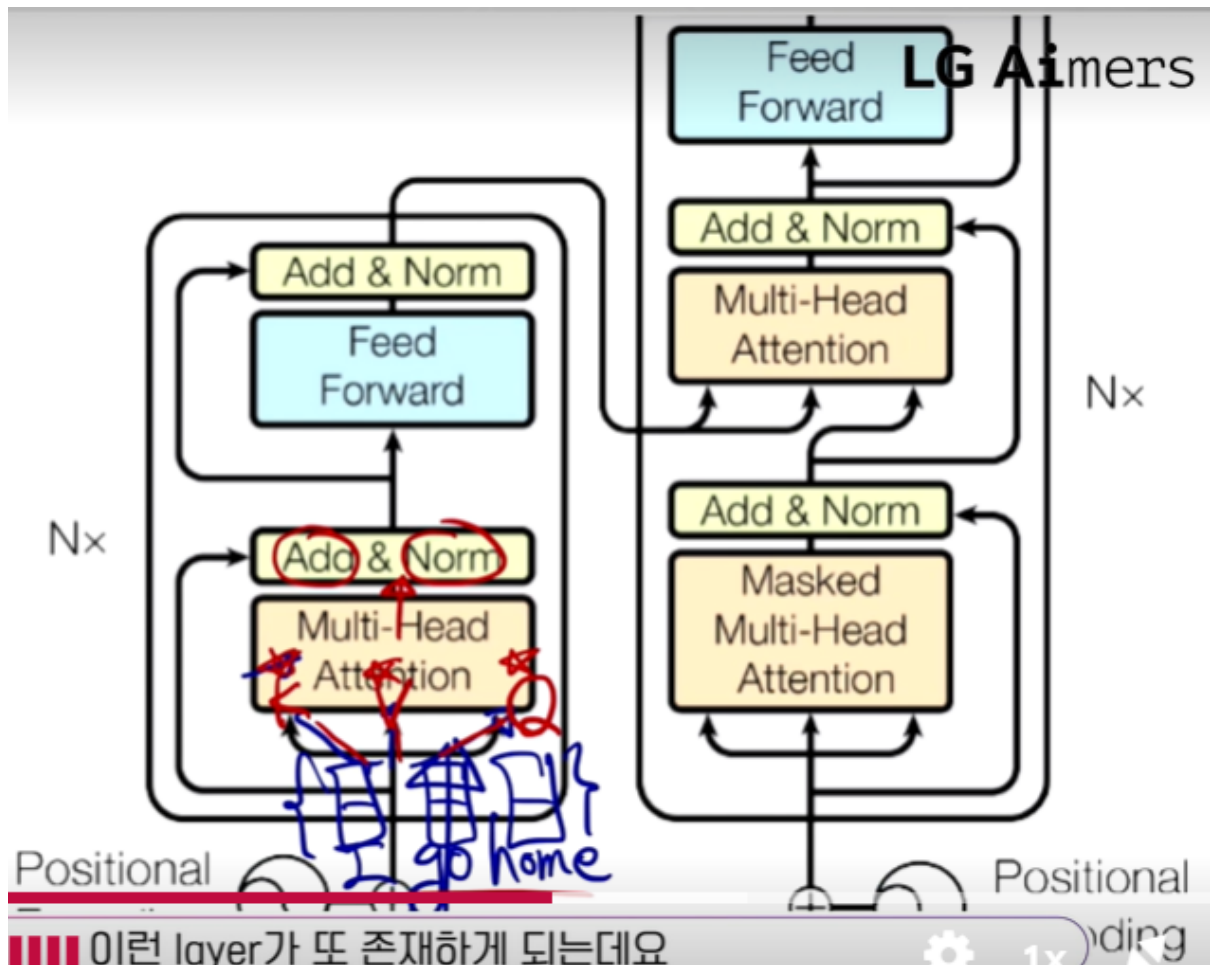 LG Aimers
Feed
Forward
Add & Norm
Multi-Head
Attention
Nx
Add & Norm
Masked
Multi-Head
Attention
Positional
Add & Norm
Feed
Forward
Nx
Add & Norm
Multi-Head
Attention
Q
I go home
Positional
이런 layer가 또 존재하게 되는데요
1x